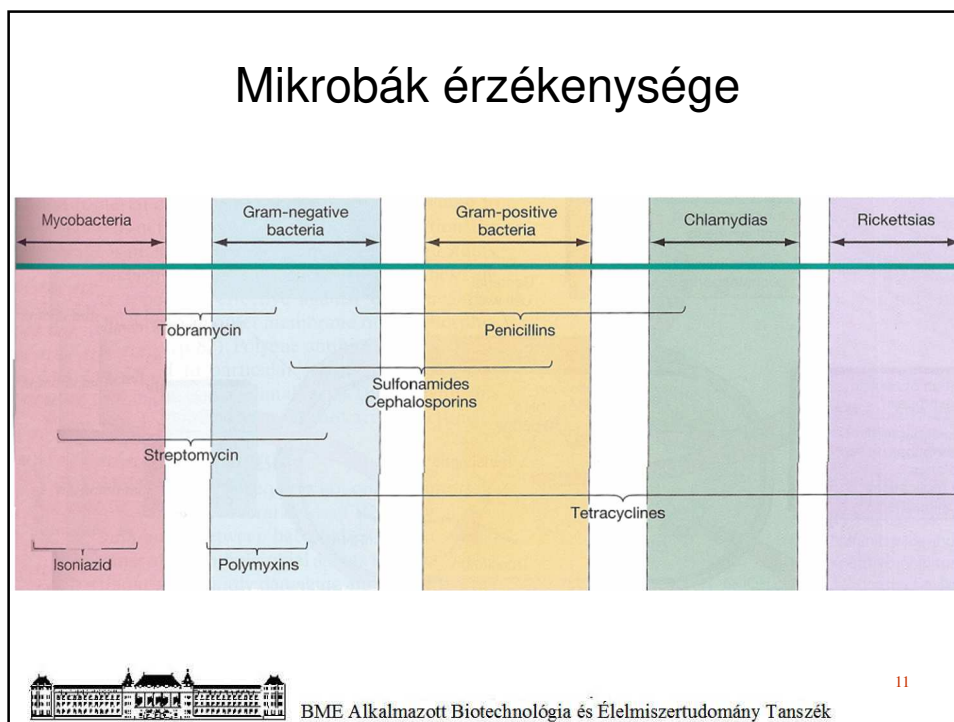 Mikrobák érzékenysége
Mycobacteria
Gram-negative
bacteria
Gram-positive
bacteria
Chlamydias
Rickettsias
Tobramycin
Penicillins
Sulfonamides
Cephalosporins
Streptomycin
Tetracyclines
Isoniazid
Polymyxins
11
BME Alkalmazott Biotechnológia és Élelmiszertudomány Tanszék